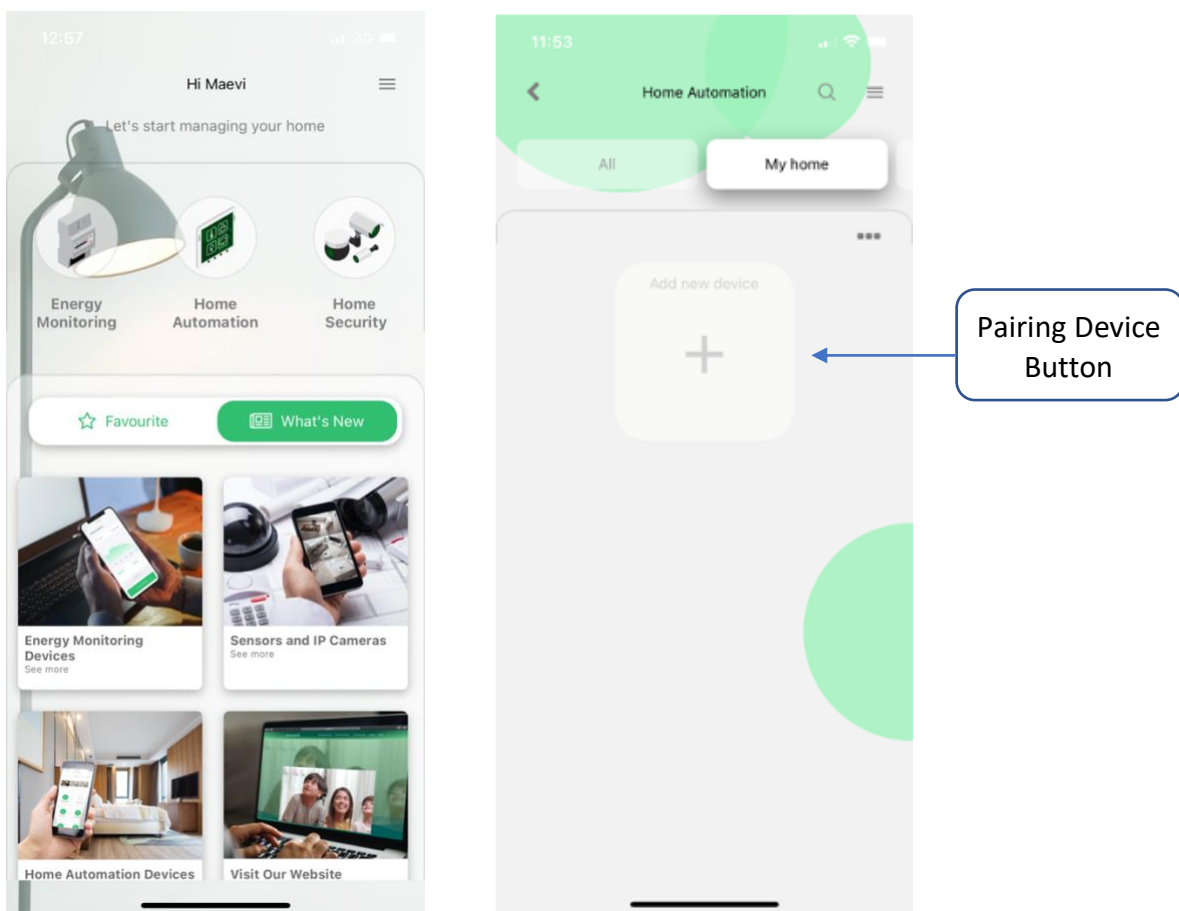 12:57
4G
Hi Maevi
Let's start managing your home
Energy
Monitoring
Home
Automation
Home
Security
Favourite
What's New
Energy Monitoring
Devices
See more
Sensors and IP Cameras
See more
Home Automation Devices
Visit Our Website
11:53
Home Automation
All
My home
Add new device
Pairing Device
Button